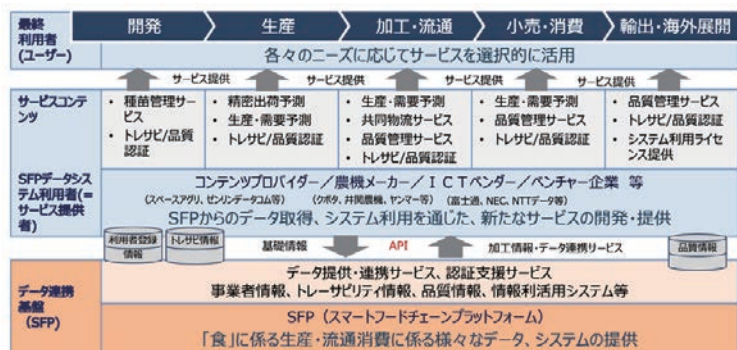 最終
利用者
(ユーザー)
開発
生産
加工・流通
小売・消費
輸出・海外展開
各々のニーズに応じてサービスを選択的に活用
サービス提供
サービス提供
サービス提供
サービス提供
サービスコンテ
ンツ
• 種苗管理サー
ビス
• トレサビ/品質
認証
• 精密出荷予測
• 生産・需要予測
• トレサビ/品質認証
• 生産・需要予測
• 共同物流サービス
• 品質管理サービス
• トレサビ/品質認証
• 生産・需要予測
• 品質管理サービス
• トレサビ/品質認証
• 品質管理サービス
• トレサビ/品質認証
• システム利用ライセ
ンス提供
SFPデータシス
テム利用者(=
サービス提供
者)
コンテンツプロバイダー/農機メーカー/ICTベンダー/ベンチャー企業 等
(スペースアグリ、ゼンリンデータコム等)
(クボタ、井関農機、ヤンマー等)
(富士通、NEC、NTTデータ等)
SFPからのデータ取得、システム利用を通じた、新たなサービスの開発・提供
利用者登録
情報
トレサビ情報
基礎情報
API
加工情報・データ連携サービス
品質情報
データ連携
基盤
(SFP)
データ提供・連携サービス、認証支援サービス
事業者情報、トレーサビリティ情報、品質情報、情報利活用システム等
SFP(スマートフードチェーンプラットフォーム)
「食」に係る生産・流通消費に係る様々なデータ、システムの提供